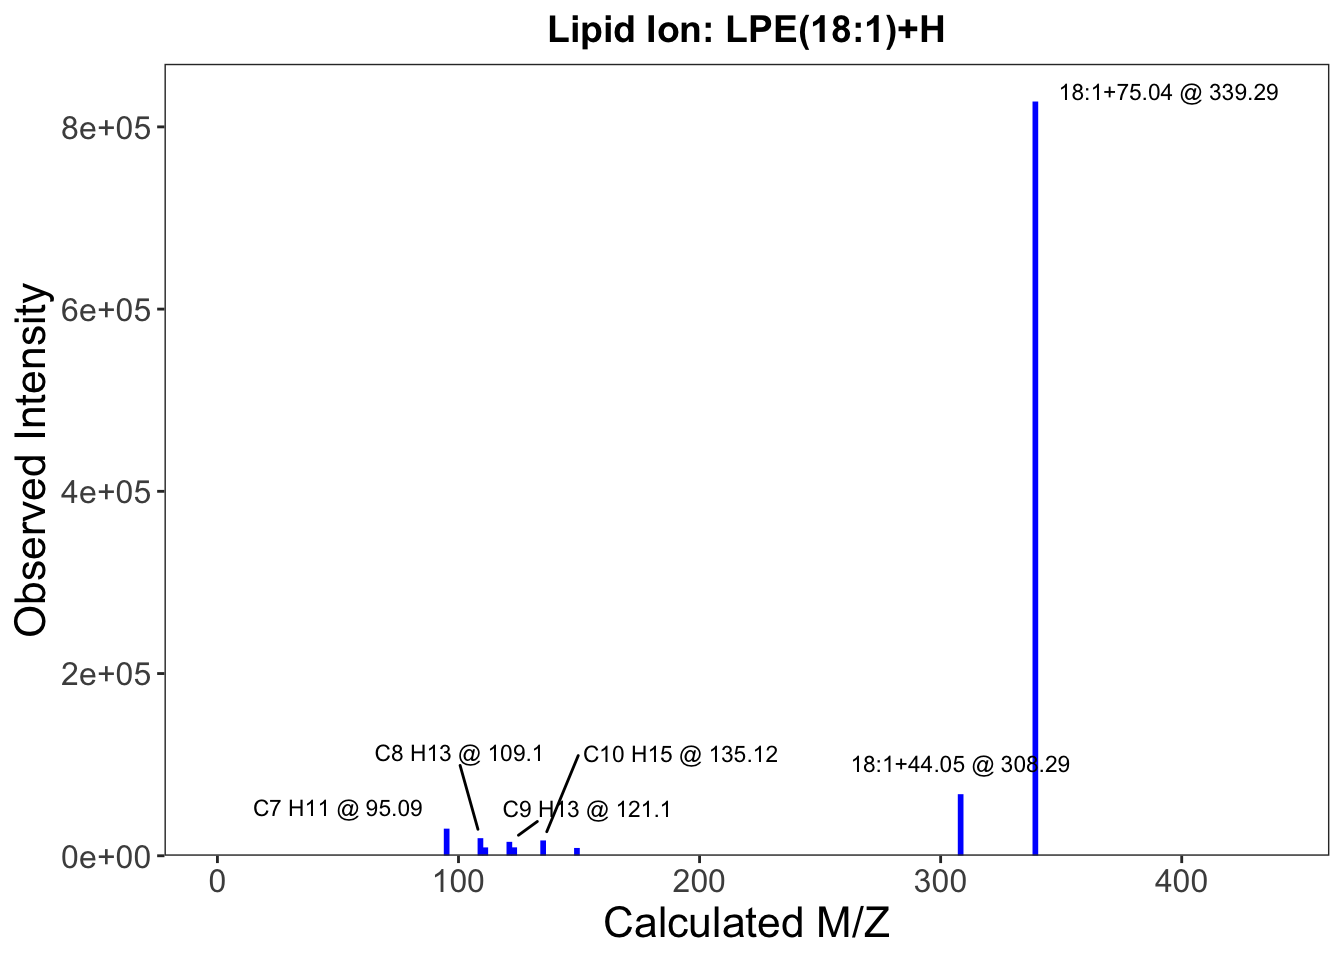 Lipid Ion: LPE(18:1)+H
18:1+75.04 @ 339.29
8e+05
6e+05
4e+05
2e+05
0e+00
Observed Intensity
C8 H13 @ 109.1
C10 H15 @ 135.12
18:1+44.05 @ 308.29
C7 H11 @ 95.09
C9 H13 @ 121.1
0 100 200 300 400
Calculated M/Z